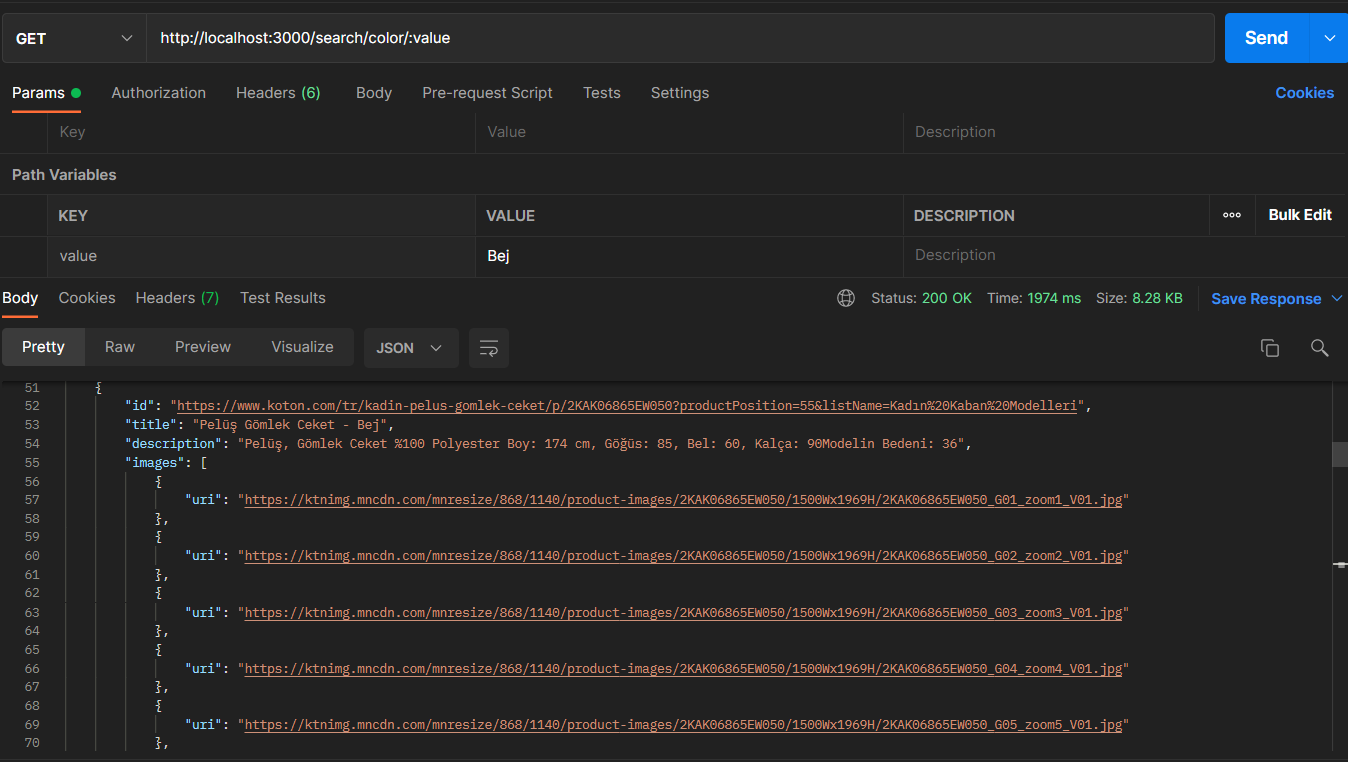 GET http://localhost:3000/search/color/:value Send
Params Authorization Headers (6) Body Pre-request Script Tests Settings Cookies
Key Value Description
Path Variables
KEY VALUE DESCRIPTION Bulk Edit
value Bej Description
Body Cookies Headers (7) Test Results Status: 200 OK Time: 1974 ms Size: 8.28 KB Save Response
Pretty Raw Preview Visualize JSON
51 {
52 "id": "https://www.koton.com/tr/kadin-pelus-gomlek-ceket/p/2KAK06865EW050?productPosition=55&listName=Kadın%20Kaban%20Modelleri",
53 "title": "Pelüş Gömlek Ceket - Bej",
54 "description": "Pelüş, Gömlek Ceket %100 Polyester Boy: 174 cm, Göğüs: 85, Bel: 60, Kalça: 90Modelin Bedeni: 36",
55 "images": [
56 {
57 "uri": "https://ktnimg.mncdn.com/mnresize/868/1140/product-images/2KAK06865EW050/1500Wx1969H/2KAK06865EW050_G01_zoom1_V01.jpg"
58 },
59 {
60 "uri": "https://ktnimg.mncdn.com/mnresize/868/1140/product-images/2KAK06865EW050/1500Wx1969H/2KAK06865EW050_G02_zoom2_V01.jpg"
61 },
62 {
63 "uri": "https://ktnimg.mncdn.com/mnresize/868/1140/product-images/2KAK06865EW050/1500Wx1969H/2KAK06865EW050_G03_zoom3_V01.jpg"
64 },
65 {
66 "uri": "https://ktnimg.mncdn.com/mnresize/868/1140/product-images/2KAK06865EW050/1500Wx1969H/2KAK06865EW050_G04_zoom4_V01.jpg"
67 },
68 {
69 "uri": "https://ktnimg.mncdn.com/mnresize/868/1140/product-images/2KAK06865EW050/1500Wx1969H/2KAK06865EW050_G05_zoom5_V01.jpg"
70 },